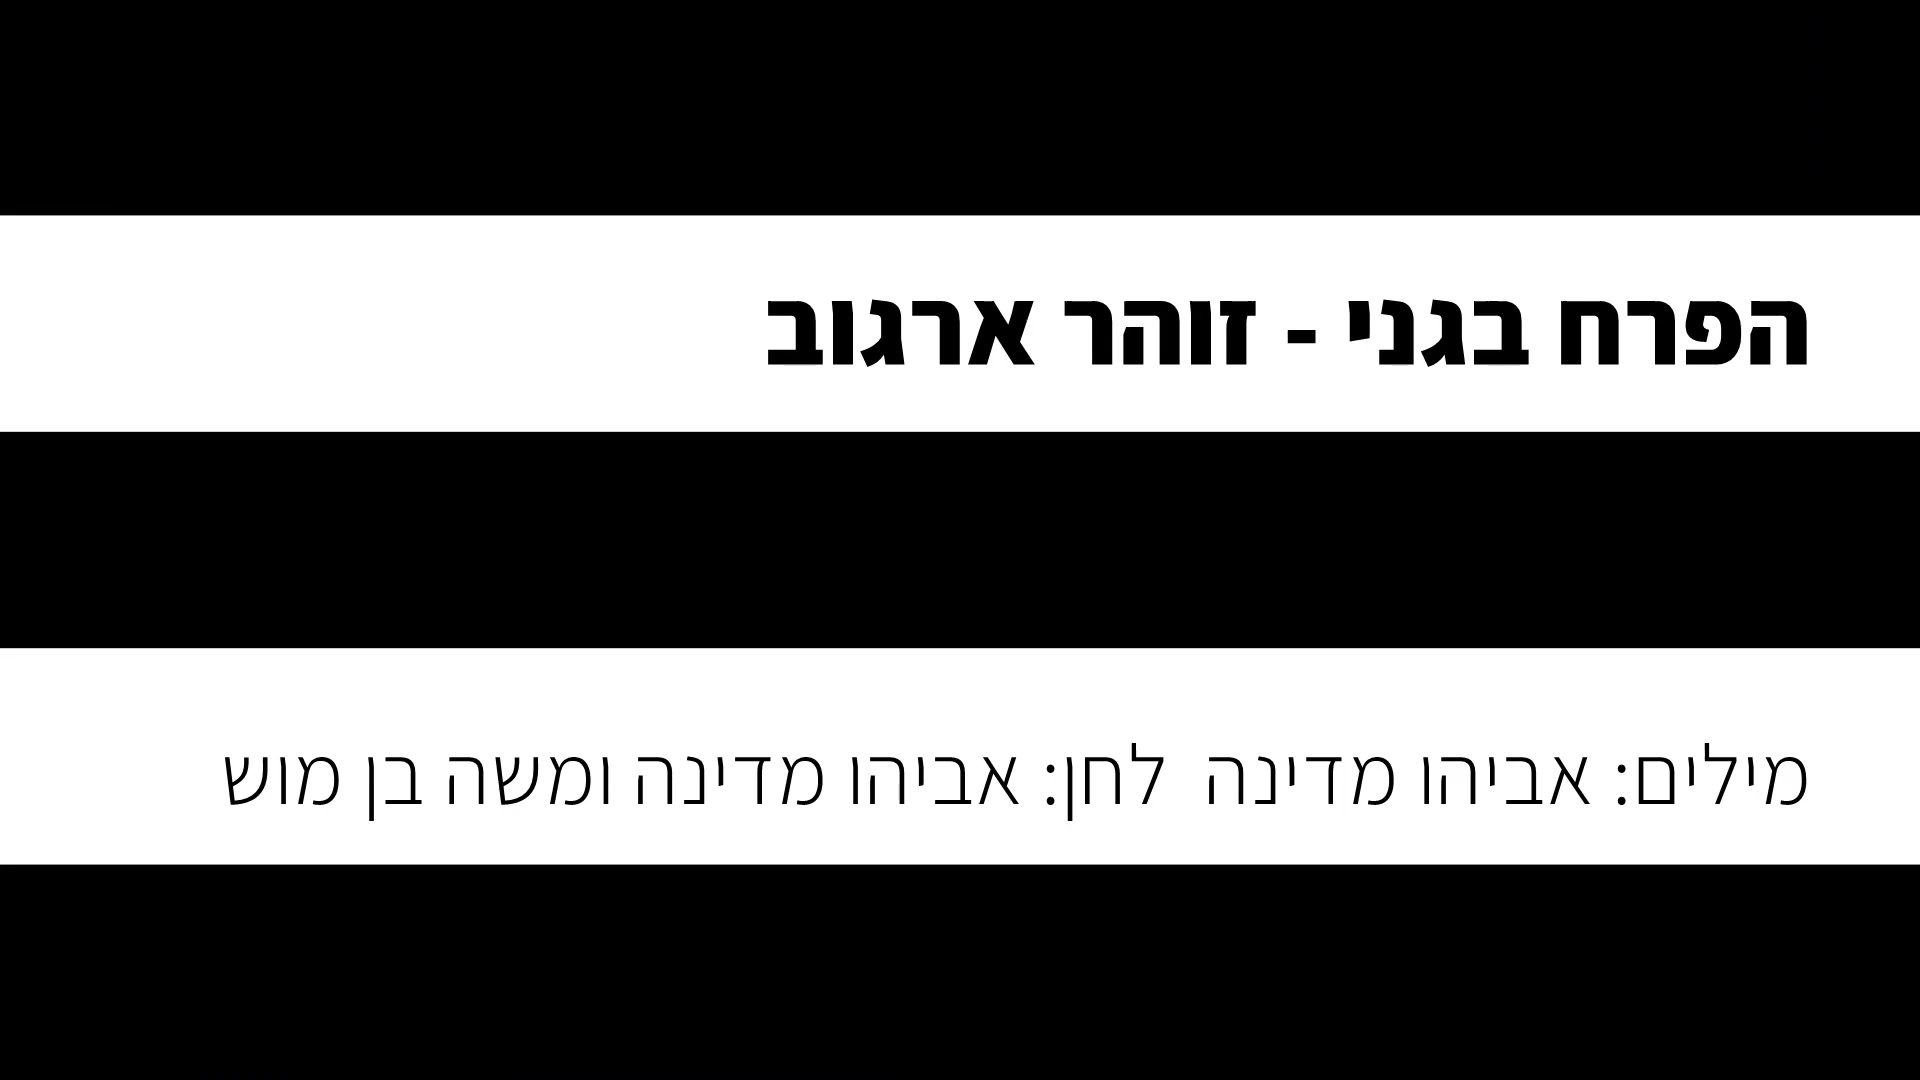 הפרח בגני - זוהר ארגוב
מילים: אביהו מדינה  לחן: אביהו מדינה ומשה בן מוש